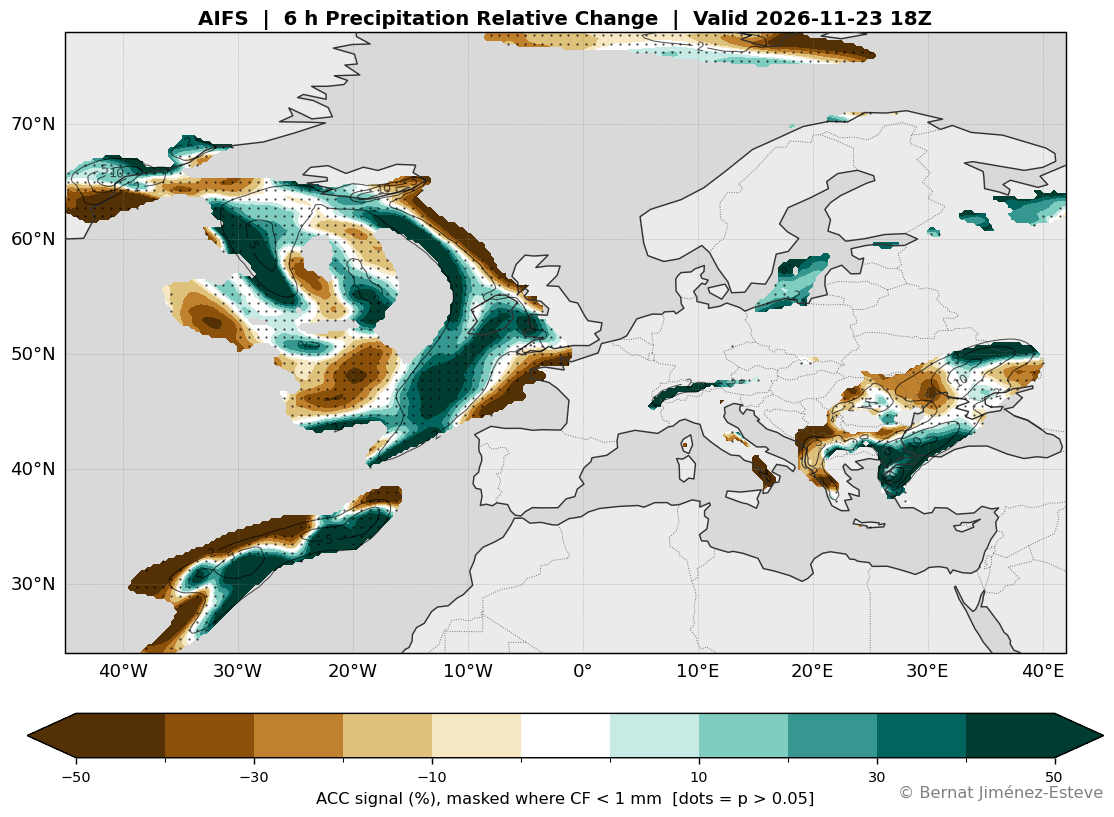 AIFS | 6 h Precipitation Relative Change | Valid 2026-11-23 18Z
70°N
60°N
50°N
40°N
30°N
40°W 30°W 20°W 10°W 0° 10°E 20°E 30°E 40°E
−50 −30 −10 10 30 50
ACC signal (%), masked where CF < 1 mm [dots = p > 0.05]
© Bernat Jiménez-Esteve